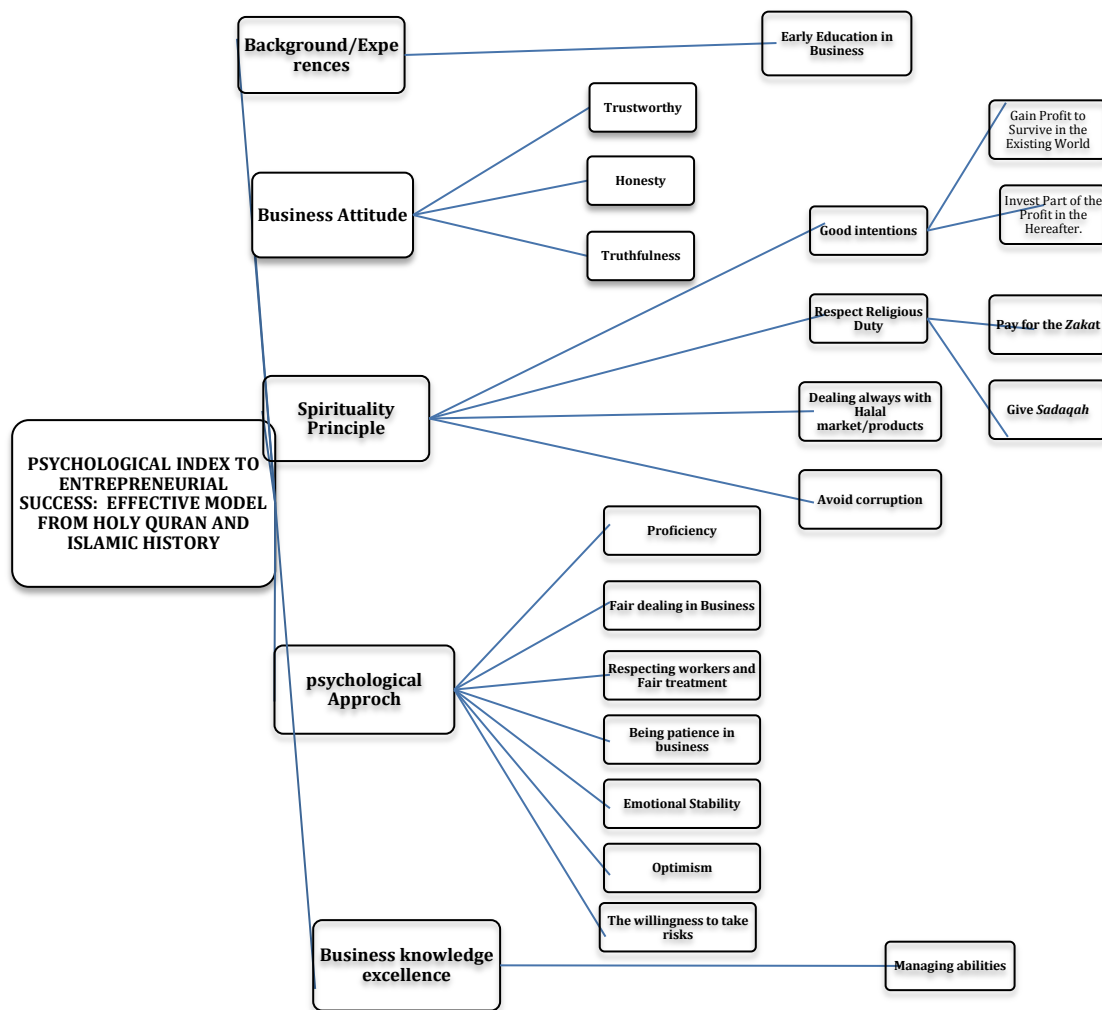 Background/Expe
rences
Early Education in
Business
Trustworthy
Honesty
Truthfulness
Business Attitude
Gain Profit to
Survive in the
Existing World
Invest Part of the
Profit in the
Hereafter.
Good intentions
Respect Religious
Duty
Pay for the Zakat
Give Sadaqah
Dealing always with
Halal
market/products
Avoid corruption
Spirituality
Principle
PSYCHOLOGICAL INDEX TO
ENTREPRENEURIAL
SUCCESS: EFFECTIVE MODEL
FROM HOLY QURAN AND
ISLAMIC HISTORY
Proficiency
Fair dealing in Business
Respecting workers and
Fair treatment
Being patience in
business
Emotional Stability
Optimism
The willingness to take
risks
psychological
Approch
Business knowledge
excellence
Managing abilities